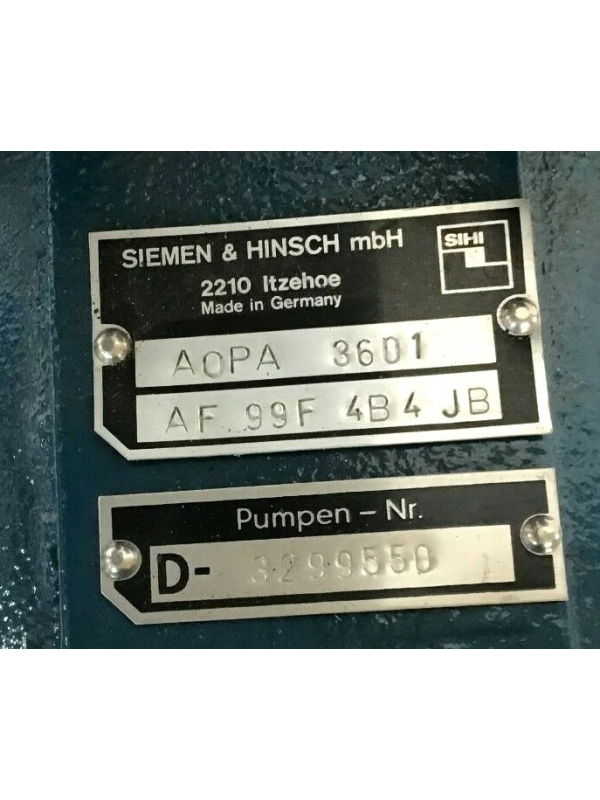 SIEMEN & HINSCH mbH
SIHI
2210 Itzehoe
Made in Germany
AOPA 3601
AF 99F 4B4 JB
Pumpen – Nr.
D- 3299550